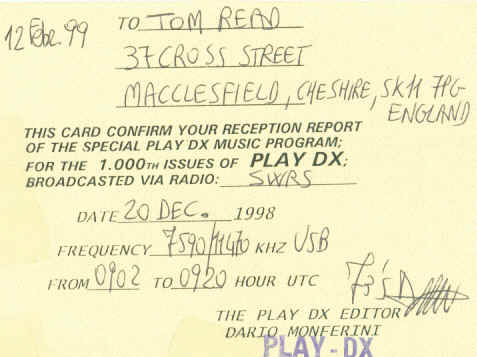 12 Febr. 99
TO TOM READ
37 CROSS STREET
MACCLESFIELD, CHESHIRE, SK11 7PG
ENGLAND
THIS CARD CONFIRM YOUR RECEPTION REPORT
OF THE SPECIAL PLAY DX MUSIC PROGRAM;
FOR THE 1.000TH ISSUES OF PLAY DX;
BROADCASTED VIA RADIO: SWRS
DATE 20 DEC. 1998
FREQUENCY 7590/11470 KHZ USB
FROM 0902 TO 0920 HOUR UTC
73's
THE PLAY DX EDITOR
DARIO MONFERINI
PLAY-DX